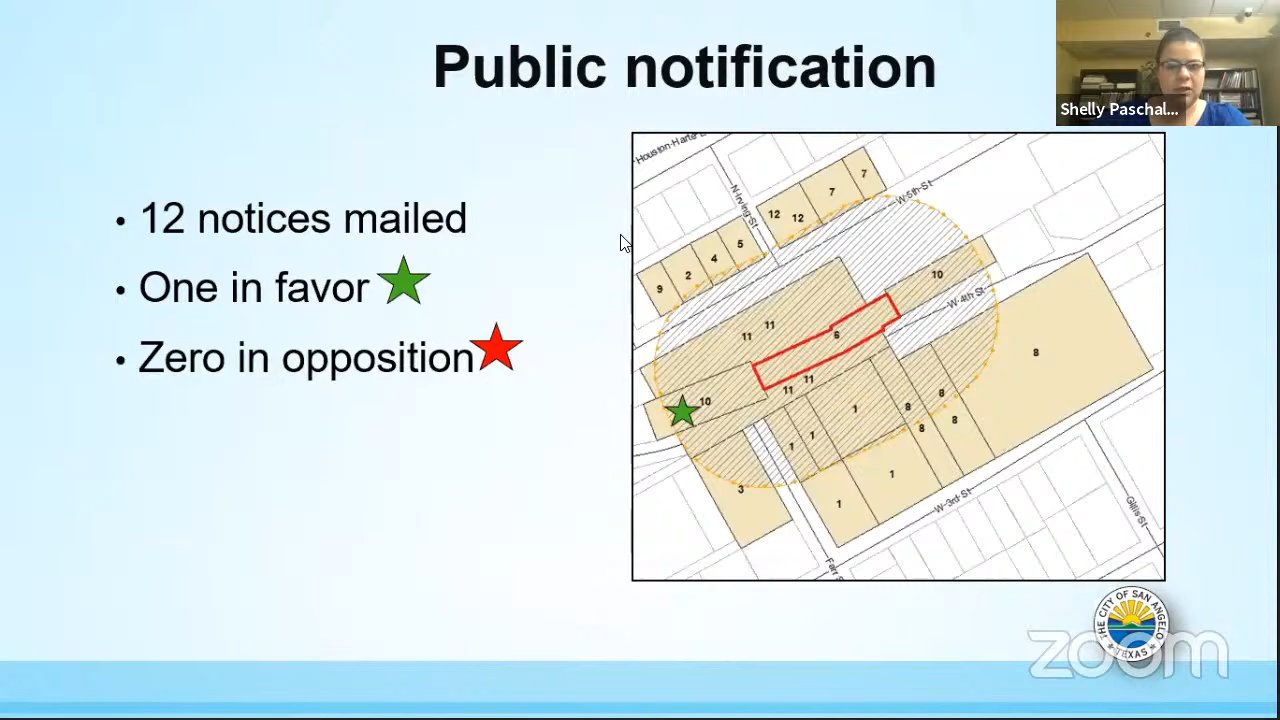 Public notification
Shelly Paschal...
• 12 notices mailed
• One in favor
• Zero in opposition
Houston-Harte
N-Irving-St
W-5th-St
7
7
12
12
5
4
2
9
10
W-4th-St
11
11
6
8
11
11
10
1
8
8
8
8
1
1
3
1
1
W-3rd-St
Gillis-St
THE CITY OF SAN ANGELO
TEXAS
zoom